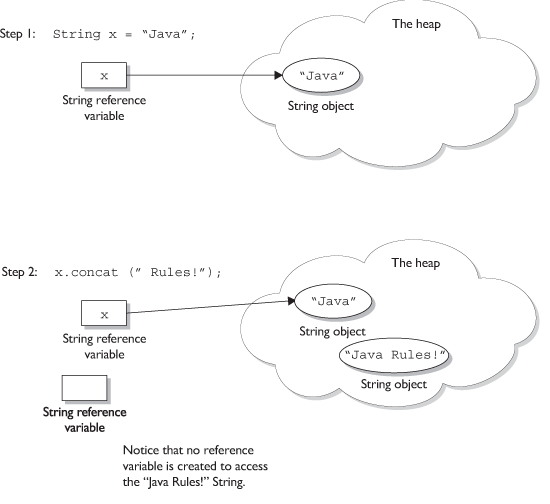 The heap
Step 1: String x = “Java”;
x
“Java”
String reference
variable
String object
The heap
Step 2: x.concat (” Rules!”);
“Java”
x
String object
String reference
variable
“Java Rules!”
String object
String reference
variable
Notice that no reference
variable is created to access
the “Java Rules!” String.